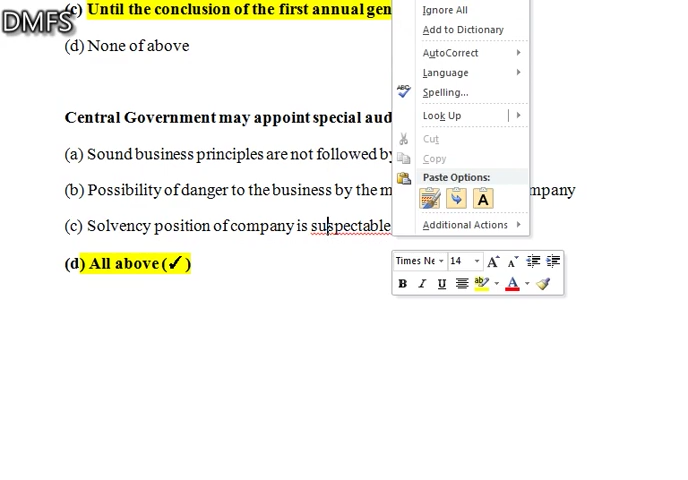 DMFS
(c) Until the conclusion of the first annual gen
(d) None of above
Central Government may appoint special aud
(a) Sound business principles are not followed by
(b) Possibility of danger to the business by the m mpany
(c) Solvency position of company is suspectable
(d) All above (✓)
Ignore All
Add to Dictionary
AutoCorrect
Language
Spelling...
Look Up
Cut
Copy
Paste Options:
A
Additional Actions
Times Ne 14 A A
B I U ab A